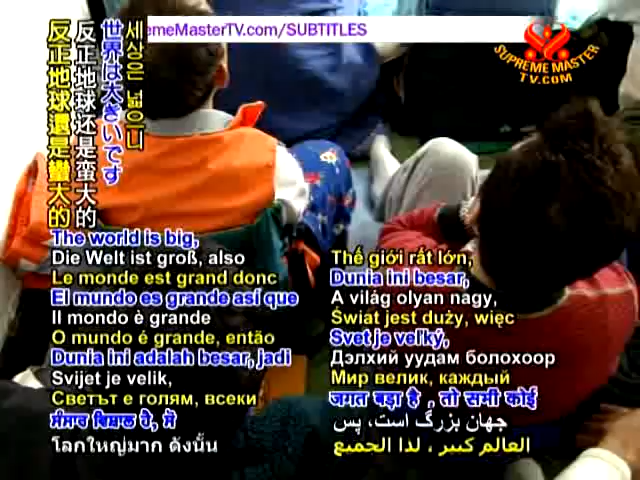 emeMasterTV.com/SUBTITLES
SUPREME MASTER
TV.COM
세상은 넓으니
世界は大きいです
反正地球还是蛮大的
反正地球還是蠻大的
The world is big,
Die Welt ist groß, also
Le monde est grand donc
El mundo es grande así que
Il mondo è grande
O mundo é grande, então
Dunia ini adalah besar, jadi
Svijet je velik,
Светът е голям, всеки
ਸੰਸਾਰ ਵਿਸ਼ਾਲ ਹੈ, ਸੋ
โลกใหญ่มาก ดังนั้น
Thế giới rất lớn,
Dunia ini besar,
A világ olyan nagy,
Świat jest duży, więc
Svet je veľký,
Дэлхий уудам болохоор
Мир велик, каждый
जगत बड़ा है , तो सभी कोई
جهان بزرگ است، پس
العالم كبير ، لذا الجميع